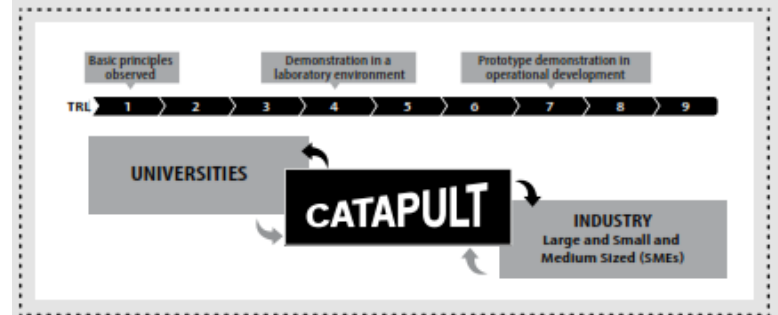 Basic principles
observed
Demonstration in a
laboratory environment
Prototype demonstration in
operational development
TRL 1 2 3 4 5 6 7 8 9
UNIVERSITIES
CATAPULT
INDUSTRY
Large and Small and
Medium Sized (SMEs)